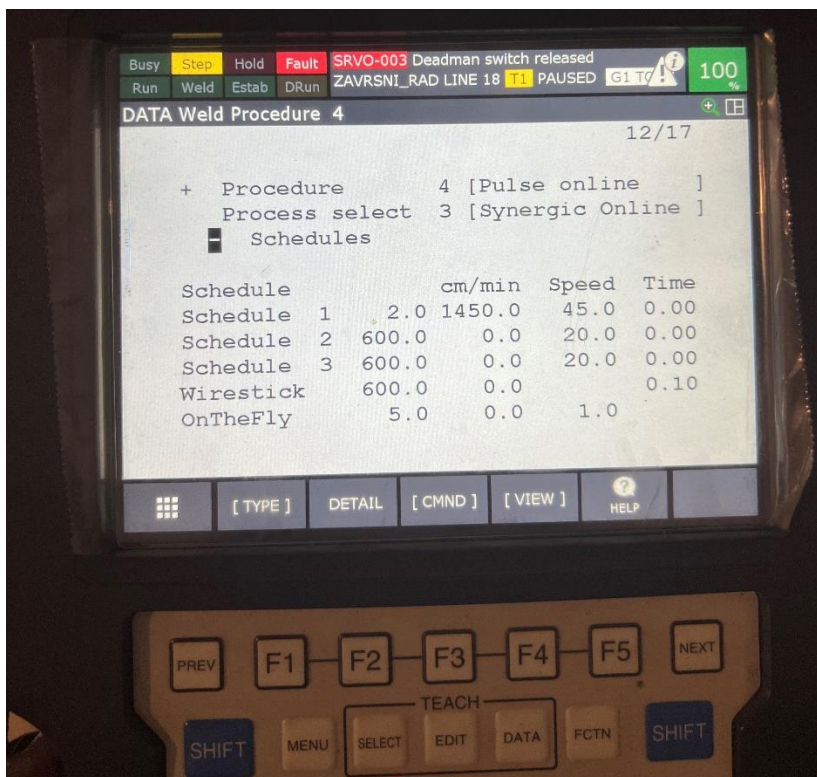 Busy Step Hold Fault SRVO-003 Deadman switch released
Run Weld Estab DRun ZAVRSNI_RAD LINE 18 T1 PAUSED G1 100 %
DATA Weld Procedure 4
12/17
+ Procedure 4 [Pulse online ]
Process select 3 [Synergic Online ]
- Schedules
Schedule cm/min Speed Time
Schedule 1 2.0 1450.0 45.0 0.00
Schedule 2 600.0 0.0 20.0 0.00
Schedule 3 600.0 0.0 20.0 0.00
Wirestick 600.0 0.0 0.10
OnTheFly 5.0 0.0 1.0
[ TYPE ] DETAIL [ CMND ] [ VIEW ] ? HELP
PREV F1 F2 F3 F4 F5 NEXT
TEACH
SHIFT MENU SELECT EDIT DATA FCTN SHIFT